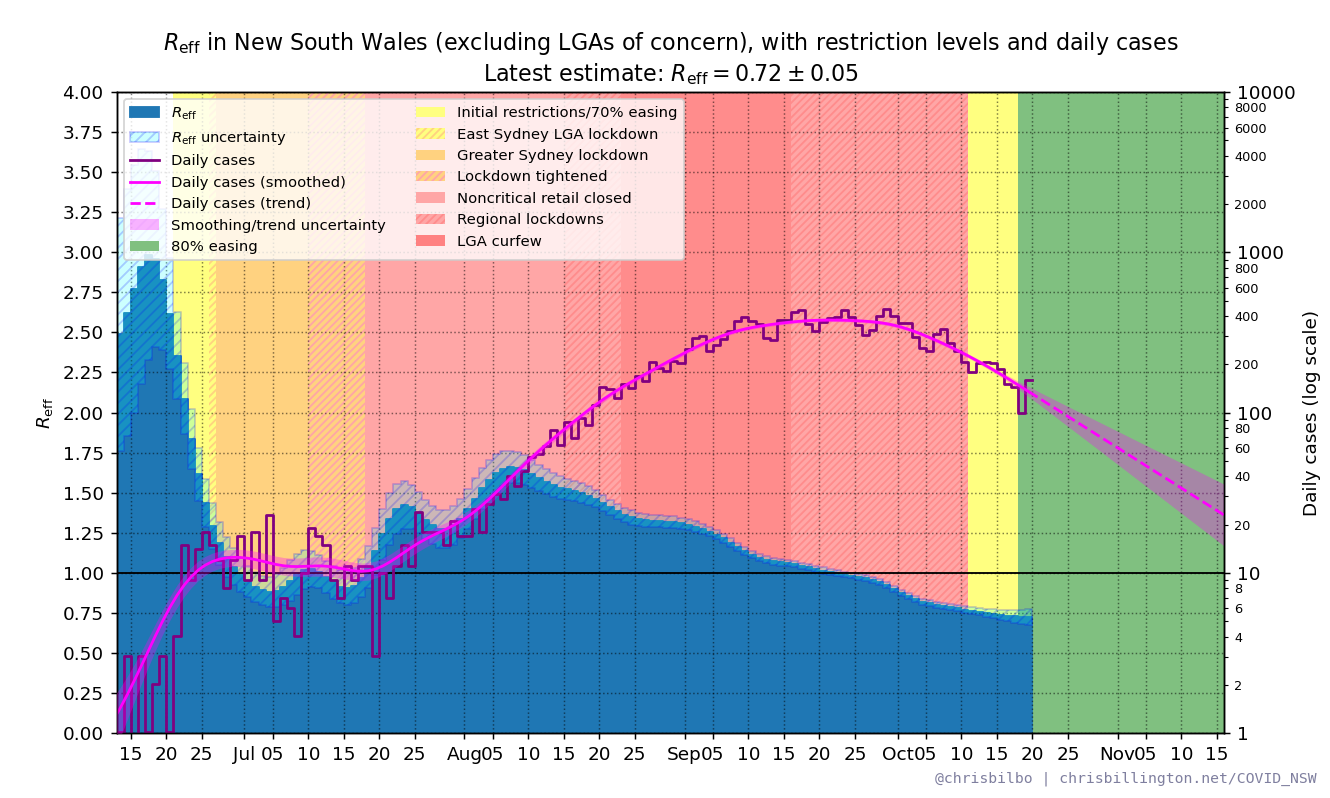 R_eff in New South Wales (excluding LGAs of concern), with restriction levels and daily cases
Latest estimate: R_eff = 0.72 ± 0.05
R_eff
R_eff uncertainty
Daily cases
Daily cases (smoothed)
Daily cases (trend)
Smoothing/trend uncertainty
80% easing
Initial restrictions/70% easing
East Sydney LGA lockdown
Greater Sydney lockdown
Lockdown tightened
Noncritical retail closed
Regional lockdowns
LGA curfew
R_eff
4.00
3.75
3.50
3.25
3.00
2.75
2.50
2.25
2.00
1.75
1.50
1.25
1.00
0.75
0.50
0.25
0.00
10000
8000
6000
4000
2000
1000
800
600
400
200
100
80
60
40
20
10
8
6
4
2
1
Daily cases (log scale)
15 20 25 Jul 05 10 15 20 25 Aug 05 10 15 20 25 Sep 05 10 15 20 25 Oct 05 10 15 20 25 Nov 05 10 15
@chrisbilbo | chrisbillington.net/COVID_NSW